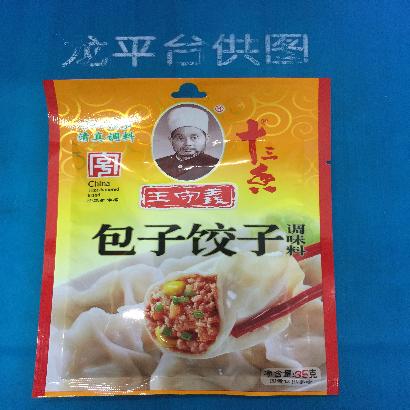 龙平台供图
清真调料
十三香
China
王守義
包子饺子
调味料
净含量:35克